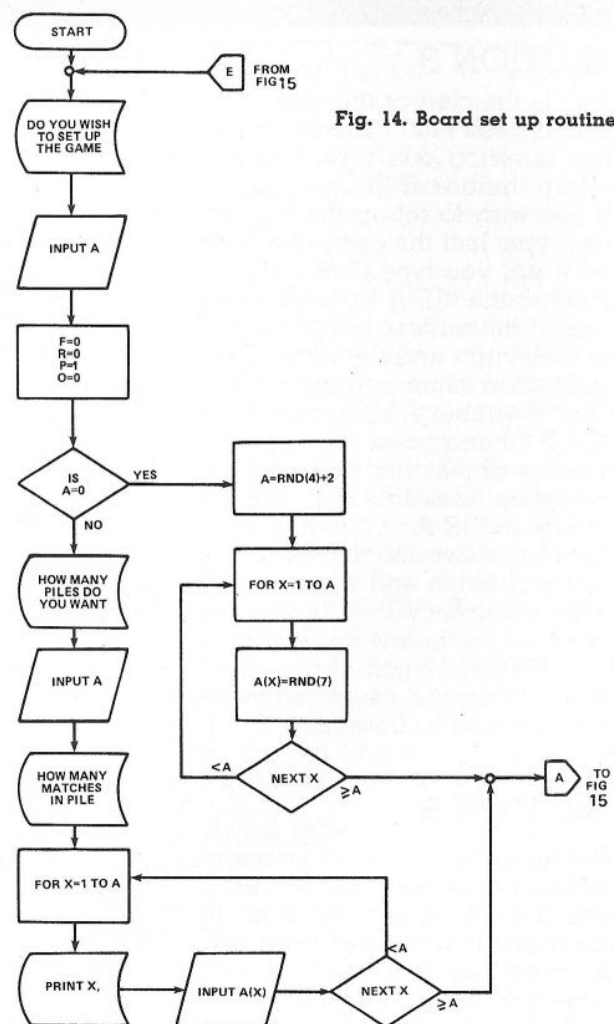 START
E
FROM
FIG 15
Fig. 14. Board set up routine
DO YOU WISH
TO SET UP
THE GAME
INPUT A
F=0
R=0
P=1
O=0
IS
A=0
YES
NO
A=RND(4)+2
HOW MANY
PILES DO
YOU WANT
FOR X=1 TO A
INPUT A
A(X)=RND(7)
HOW MANY
MATCHES
IN PILE
<A
NEXT X
≥A
A
TO
FIG
15
FOR X=1 TO A
<A
PRINT X,
INPUT A(X)
NEXT X
≥A